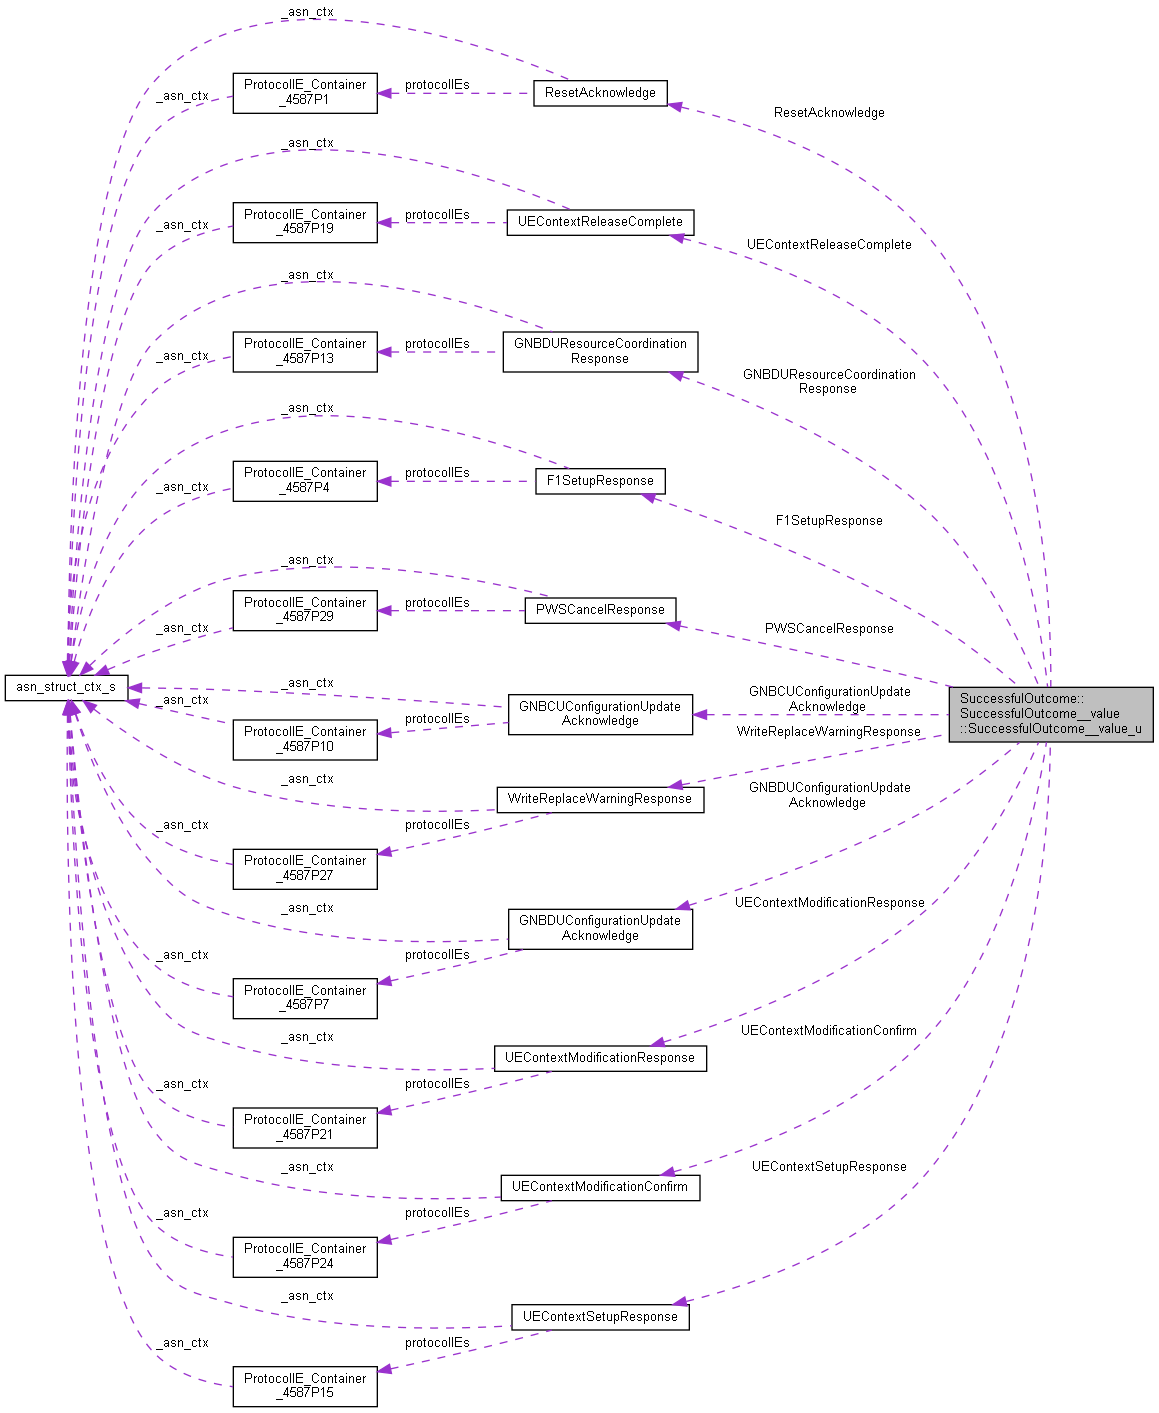 _asn_ctx
ProtocolIE_Container
_4587P1
_asn_ctx
protocolIEs
ResetAcknowledge
ResetAcknowledge
_asn_ctx
ProtocolIE_Container
_4587P19
_asn_ctx
protocolIEs
UEContextReleaseComplete
UEContextReleaseComplete
_asn_ctx
ProtocolIE_Container
_4587P13
_asn_ctx
protocolIEs
GNBDUResourceCoordination
Response
GNBDUResourceCoordination
Response
_asn_ctx
ProtocolIE_Container
_4587P4
_asn_ctx
protocolIEs
F1SetupResponse
F1SetupResponse
_asn_ctx
ProtocolIE_Container
_4587P29
_asn_ctx
protocolIEs
PWSCancelResponse
PWSCancelResponse
asn_struct_ctx_s
_asn_ctx
_asn_ctx
ProtocolIE_Container
_4587P10
protocolIEs
GNBCUConfigurationUpdate
Acknowledge
GNBCUConfigurationUpdate
Acknowledge
SuccessfulOutcome::
SuccessfulOutcome__value
::SuccessfulOutcome__value_u
WriteReplaceWarningResponse
_asn_ctx
WriteReplaceWarningResponse
GNBDUConfigurationUpdate
Acknowledge
_asn_ctx
protocolIEs
ProtocolIE_Container
_4587P27
_asn_ctx
GNBDUConfigurationUpdate
Acknowledge
UEContextModificationResponse
_asn_ctx
protocolIEs
ProtocolIE_Container
_4587P7
_asn_ctx
UEContextModificationResponse
UEContextModificationConfirm
_asn_ctx
protocolIEs
ProtocolIE_Container
_4587P21
_asn_ctx
UEContextModificationConfirm
UEContextSetupResponse
_asn_ctx
protocolIEs
ProtocolIE_Container
_4587P24
_asn_ctx
UEContextSetupResponse
_asn_ctx
protocolIEs
ProtocolIE_Container
_4587P15